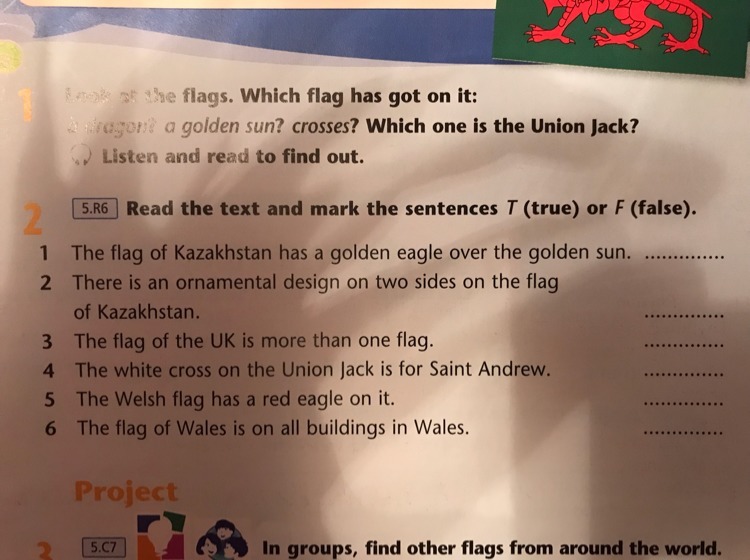 1 Look at the flags. Which flag has got on it:
a dragon? a golden sun? crosses? Which one is the Union Jack?
Listen and read to find out.
2 5.R6 Read the text and mark the sentences T (true) or F (false).
1 The flag of Kazakhstan has a golden eagle over the golden sun. ..............
2 There is an ornamental design on two sides on the flag
of Kazakhstan. ..............
3 The flag of the UK is more than one flag. ..............
4 The white cross on the Union Jack is for Saint Andrew. ..............
5 The Welsh flag has a red eagle on it. ..............
6 The flag of Wales is on all buildings in Wales. ..............
Project
3 5.C7 In groups, find other flags from around the world.